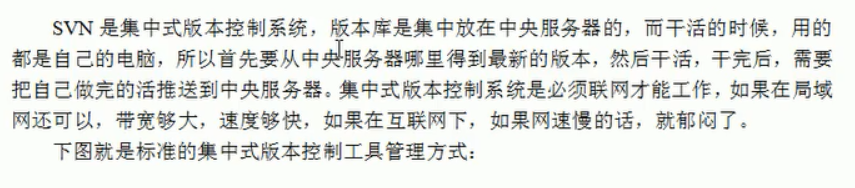 SVN 是集中式版本控制系统，版本库是集中放在中央服务器的，而干活的时候，用的
都是自己的电脑，所以首先要从中央服务器哪里得到最新的版本，然后干活，干完后，需要
把自己做完的活推送到中央服务器。集中式版本控制系统是必须联网才能工作，如果在局域
网还可以，带宽够大，速度够快，如果在互联网下，如果网速慢的话，就郁闷了。
下图就是标准的集中式版本控制工具管理方式：